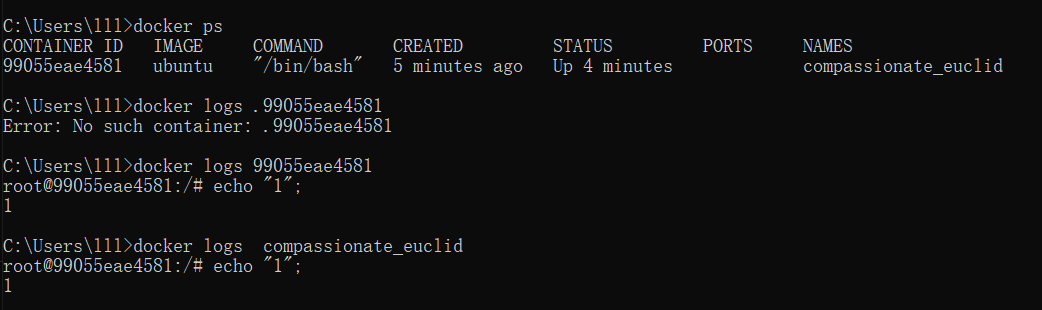 C:\Users\lll>docker ps
CONTAINER ID   IMAGE     COMMAND       CREATED         STATUS         PORTS     NAMES
99055eae4581   ubuntu    "/bin/bash"   5 minutes ago   Up 4 minutes             compassionate_euclid
C:\Users\lll>docker logs .99055eae4581
Error: No such container: .99055eae4581
C:\Users\lll>docker logs 99055eae4581
root@99055eae4581:/# echo "1";
1
C:\Users\lll>docker logs  compassionate_euclid
root@99055eae4581:/# echo "1";
1